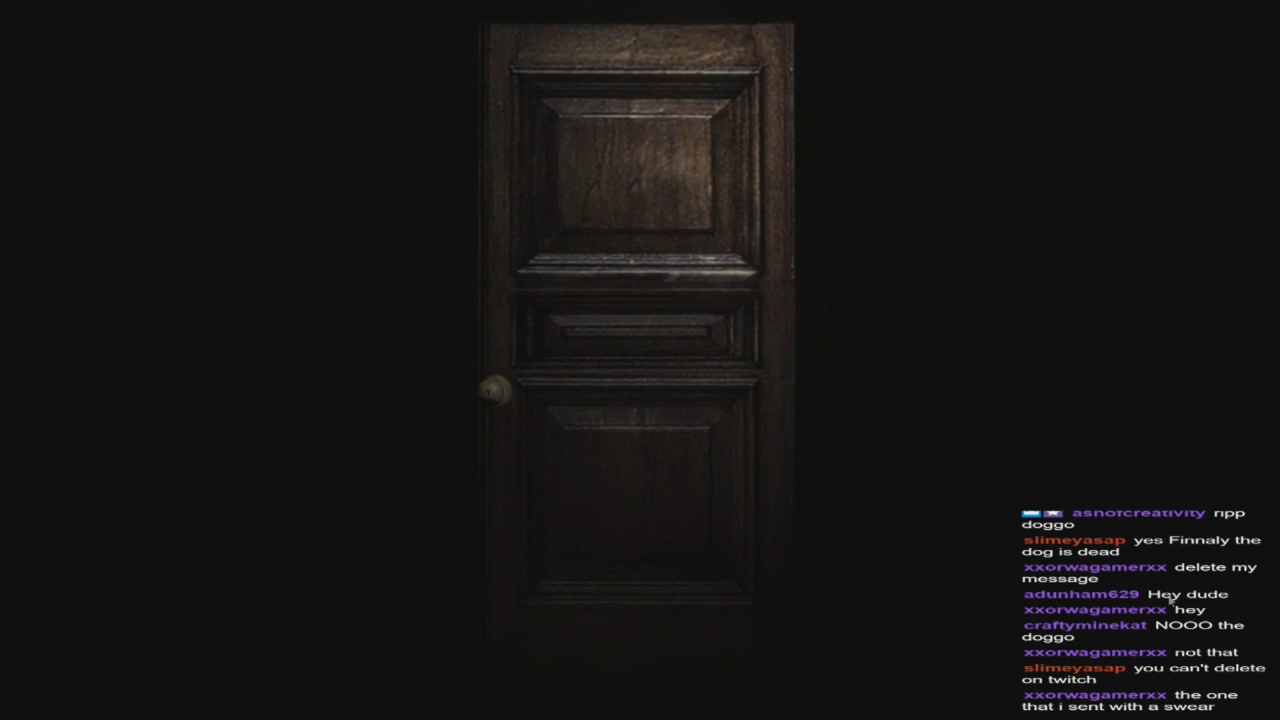 asnofcreativity ripp
doggo
slimeyasap yes Finnaly the
dog is dead
xxorwagamerxx delete my
message
adunham629 Hey dude
xxorwagamerxx hey
craftyminekat NOOO the
doggo
xxorwagamerxx not that
slimeyasap you can't delete
on twitch
xxorwagamerxx the one
that i sent with a swear